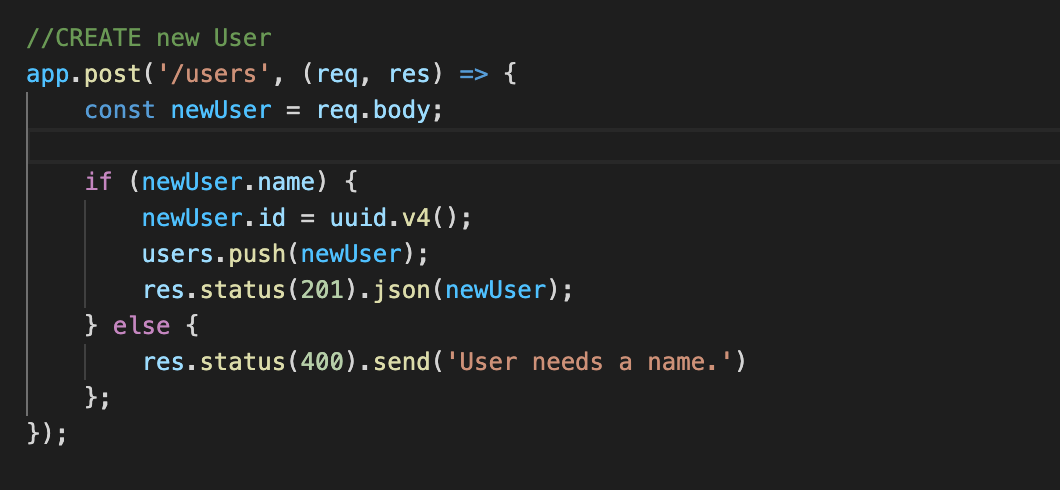 //CREATE new User
app.post('/users', (req, res) => {
    const newUser = req.body;

    if (newUser.name) {
        newUser.id = uuid.v4();
        users.push(newUser);
        res.status(201).json(newUser);
    } else {
        res.status(400).send('User needs a name.')
    };
});